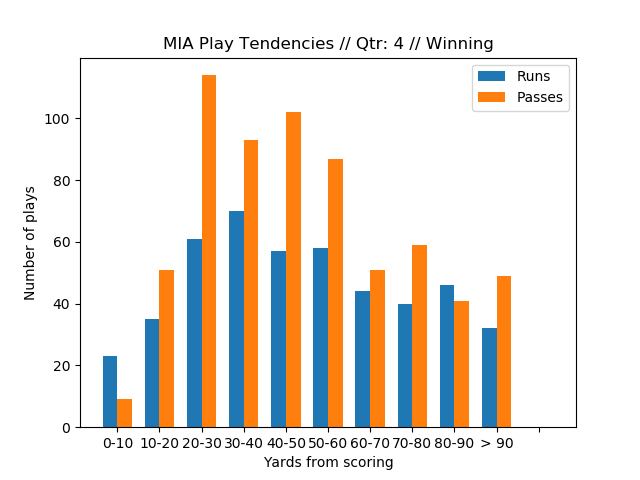 MIA Play Tendencies // Qtr: 4 // Winning
Runs
Passes
100
80
60
40
20
0
Number of plays
0-10 10-20 20-30 30-40 40-50 50-60 60-70 70-80 80-90 > 90
Yards from scoring